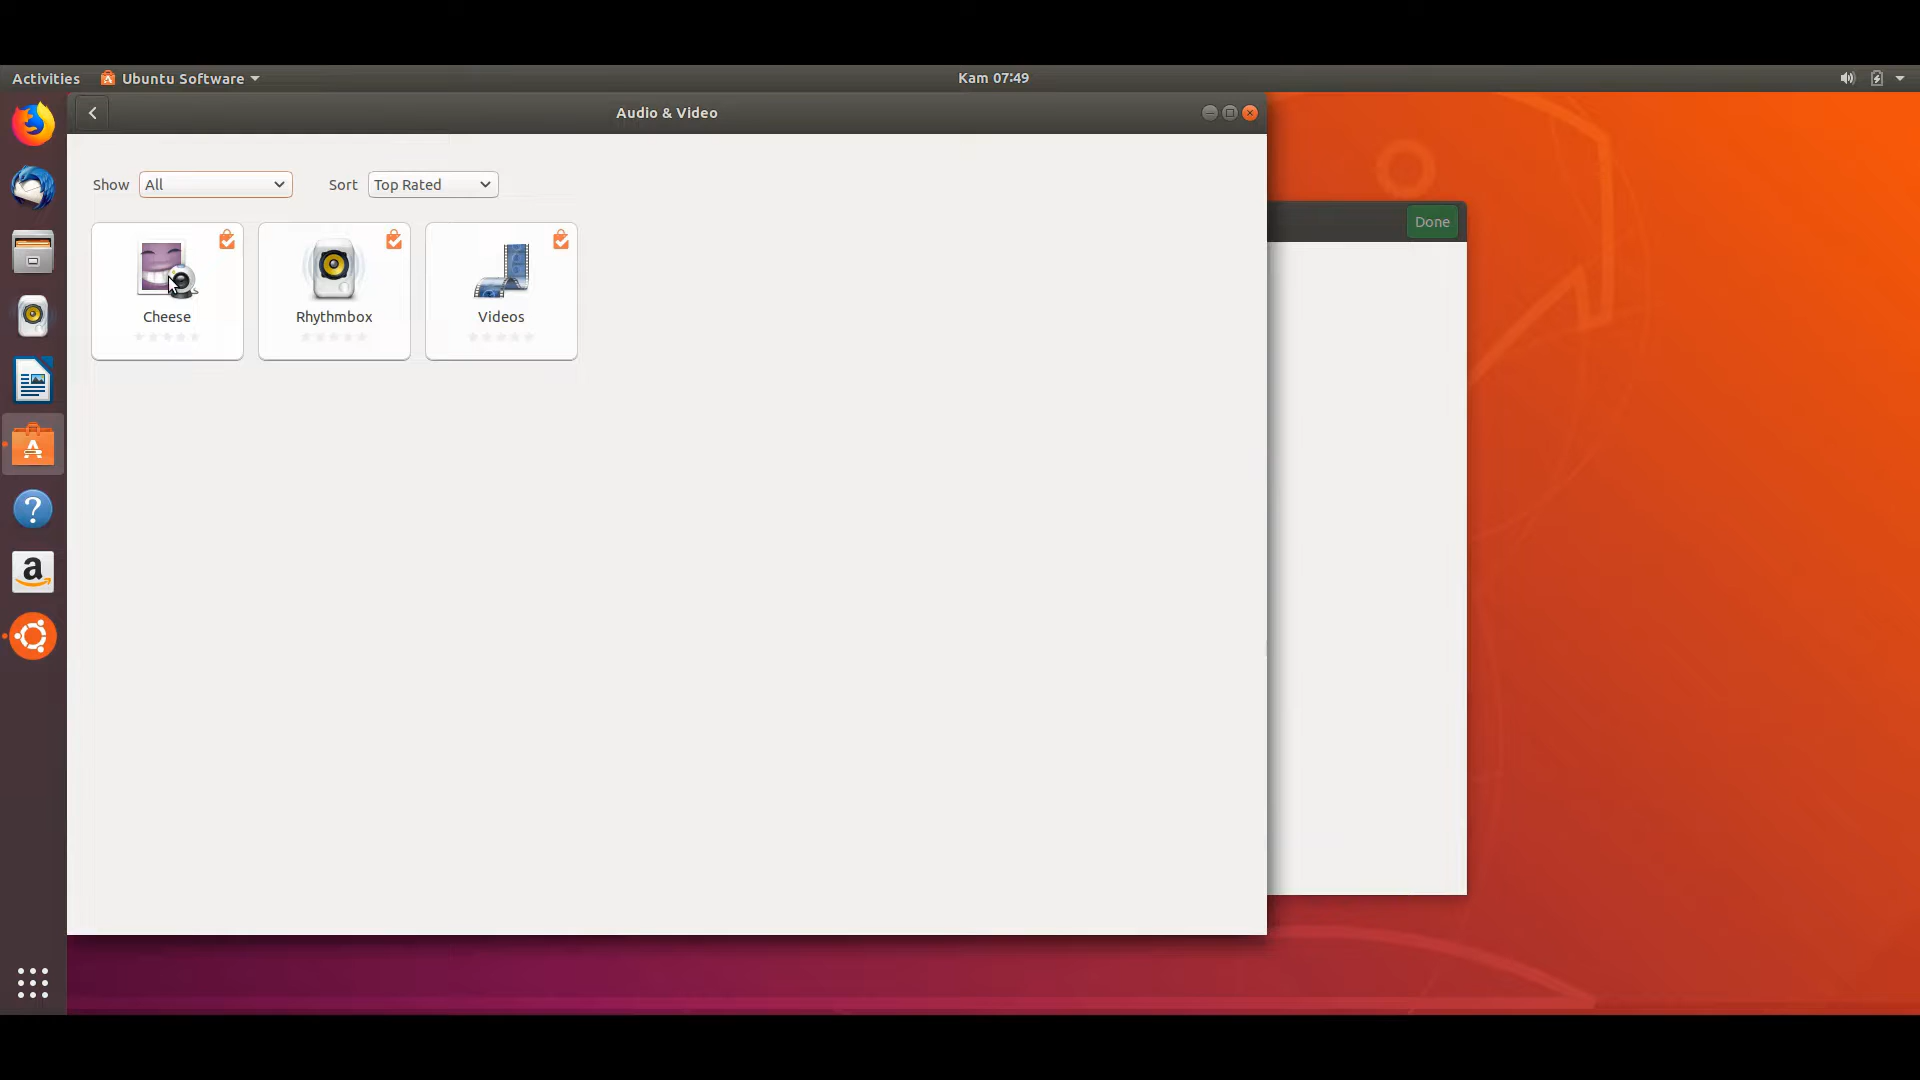 Activities Ubuntu Software Kam 07:49
Audio & Video
Done
Show All Sort Top Rated
Cheese Rhythmbox Videos